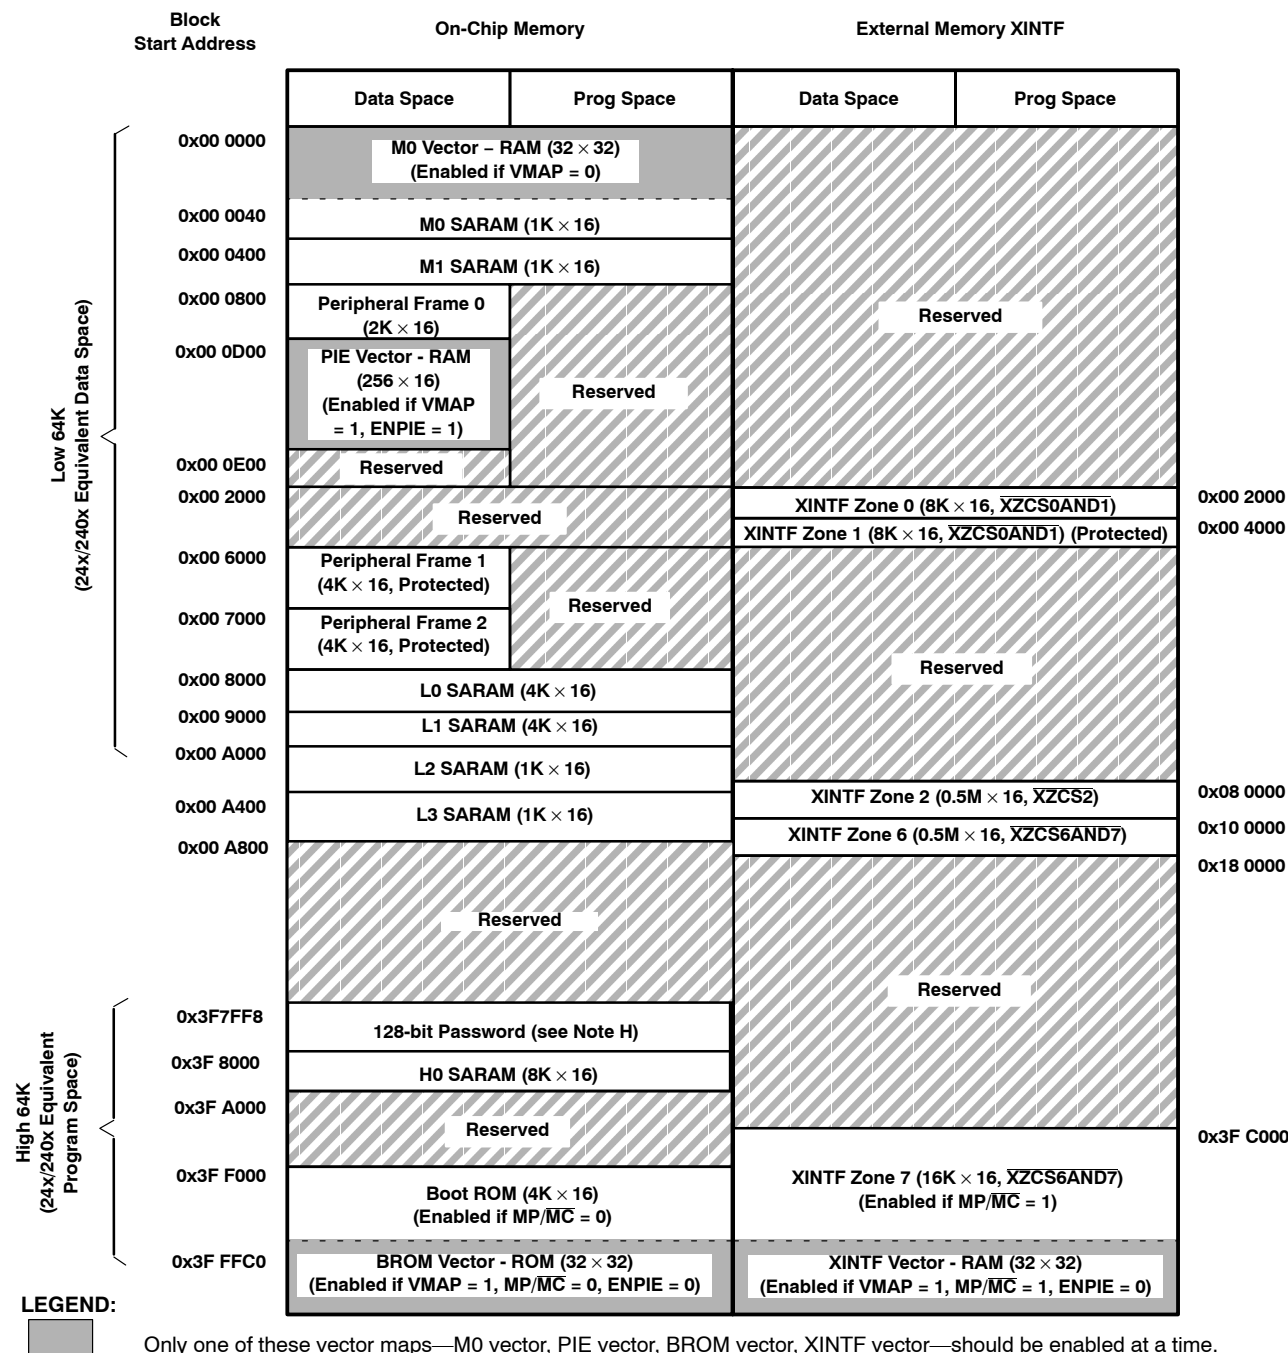 Block
Start Address
On-Chip Memory
External Memory XINTF
Data Space
Prog Space
Data Space
Prog Space
Low 64K
(24x/240x Equivalent Data Space)
0x00 0000
M0 Vector – RAM (32 × 32)
(Enabled if VMAP = 0)
0x00 0040
M0 SARAM (1K × 16)
0x00 0400
M1 SARAM (1K × 16)
0x00 0800
Peripheral Frame 0
(2K × 16)
Reserved
0x00 0D00
PIE Vector - RAM
(256 × 16)
(Enabled if VMAP
= 1, ENPIE = 1)
Reserved
0x00 0E00
Reserved
0x00 2000
Reserved
XINTF Zone 0 (8K × 16, XZCS0AND1)
0x00 2000
XINTF Zone 1 (8K × 16, XZCS0AND1) (Protected)
0x00 4000
0x00 6000
Peripheral Frame 1
(4K × 16, Protected)
Reserved
0x00 7000
Peripheral Frame 2
(4K × 16, Protected)
Reserved
0x00 8000
L0 SARAM (4K × 16)
0x00 9000
L1 SARAM (4K × 16)
0x00 A000
L2 SARAM (1K × 16)
XINTF Zone 2 (0.5M × 16, XZCS2)
0x08 0000
0x00 A400
L3 SARAM (1K × 16)
XINTF Zone 6 (0.5M × 16, XZCS6AND7)
0x10 0000
0x00 A800
0x18 0000
Reserved
Reserved
High 64K
(24x/240x Equivalent
Program Space)
0x3F7FF8
128-bit Password (see Note H)
0x3F 8000
H0 SARAM (8K × 16)
0x3F A000
Reserved
0x3F C000
0x3F F000
Boot ROM (4K × 16)
(Enabled if MP/MC = 0)
XINTF Zone 7 (16K × 16, XZCS6AND7)
(Enabled if MP/MC = 1)
0x3F FFC0
BROM Vector - ROM (32 × 32)
(Enabled if VMAP = 1, MP/MC = 0, ENPIE = 0)
XINTF Vector - RAM (32 × 32)
(Enabled if VMAP = 1, MP/MC = 1, ENPIE = 0)
LEGEND:
Only one of these vector maps—M0 vector, PIE vector, BROM vector, XINTF vector—should be enabled at a time.